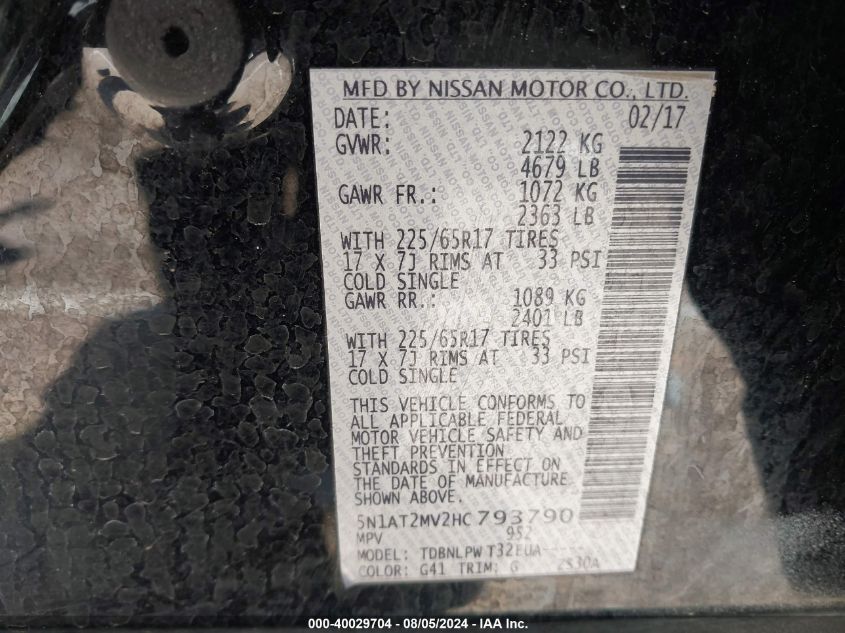 MFD BY NISSAN MOTOR CO., LTD.
DATE: 02/17
GVWR: 2122 KG
4679 LB
GAWR FR.: 1072 KG
2363 LB
WITH 225/65R17 TIRES
17 X 7J RIMS AT 33 PSI
COLD SINGLE
GAWR RR.: 1089 KG
2401 LB
WITH 225/65R17 TIRES
17 X 7J RIMS AT 33 PSI
COLD SINGLE
THIS VEHICLE CONFORMS TO
ALL APPLICABLE FEDERAL
MOTOR VEHICLE SAFETY AND
THEFT PREVENTION
STANDARDS IN EFFECT ON
THE DATE OF MANUFACTURE
SHOWN ABOVE.
5N1AT2MV2HC793790
MPV 952
MODEL: TDBNLPW T32EUA-----
COLOR: G41 TRIM: G ZS30A
000-40029704 - 08/05/2024 - IAA Inc.